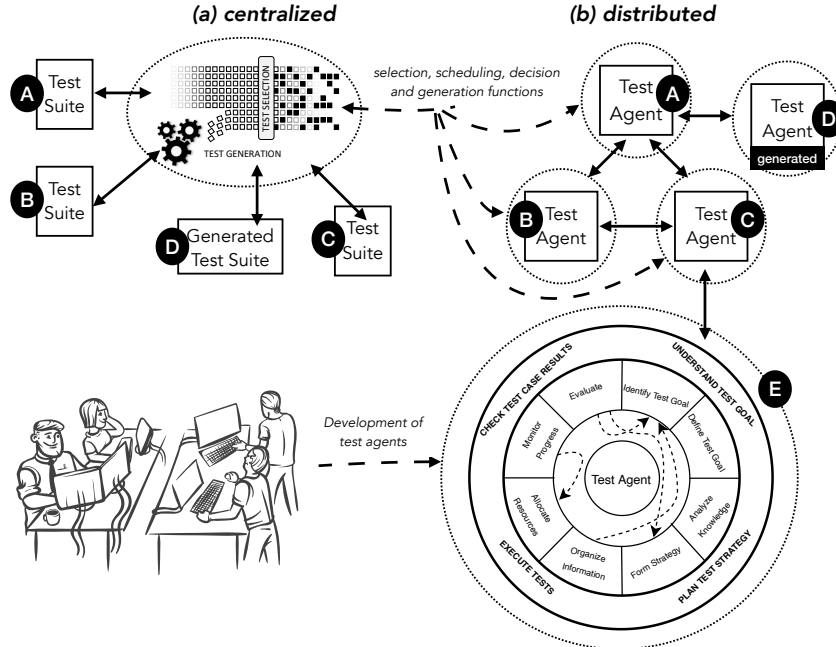 (a) centralized
(b) distributed
A
Test
Suite
B
Test
Suite
TEST SELECTION
TEST GENERATION
D
Generated
Test Suite
C
Test
Suite
selection, scheduling, decision
and generation functions
Test
Agent
A
Test
Agent
D
generated
B
Test
Agent
Test
Agent
C
E
CHECK TEST CASE RESULTS
UNDERSTAND TEST GOAL
PLAN TEST STRATEGY
EXECUTE TESTS
Evaluate
Identify Test Goal
Define Test Goal
Analyze
Knowledge
Form Strategy
Organize
Information
Allocate
Resources
Monitor
Progress
Test Agent
Development of
test agents